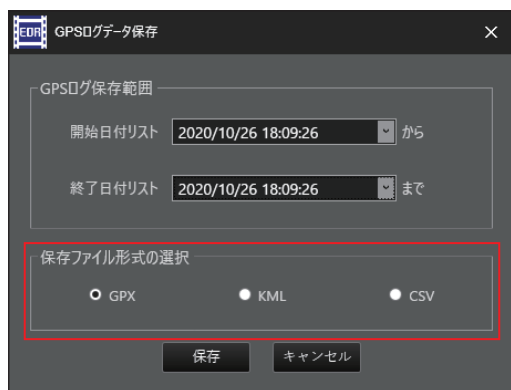 EDR GPSログデータ保存
GPSログ保存範囲
開始日付リスト 2020/10/26 18:09:26 から
終了日付リスト 2020/10/26 18:09:26 まで
保存ファイル形式の選択
GPX KML CSV
保存 キャンセル